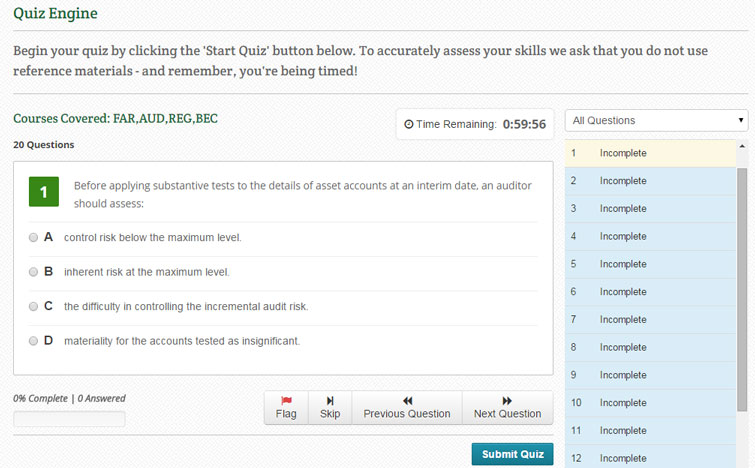 Quiz Engine
Begin your quiz by clicking the 'Start Quiz' button below. To accurately assess your skills we ask that you do not use
reference materials - and remember, you're being timed!
Courses Covered: FAR,AUD,REG,BEC
20 Questions
Time Remaining: 0:59:56
1
Before applying substantive tests to the details of asset accounts at an interim date, an auditor
should assess:
A control risk below the maximum level.
B inherent risk at the maximum level.
C the difficulty in controlling the incremental audit risk.
D materiality for the accounts tested as insignificant.
0% Complete | 0 Answered
Flag Skip Previous Question Next Question
Submit Quiz
All Questions
1 Incomplete
2 Incomplete
3 Incomplete
4 Incomplete
5 Incomplete
6 Incomplete
7 Incomplete
8 Incomplete
9 Incomplete
10 Incomplete
11 Incomplete
12 Incomplete